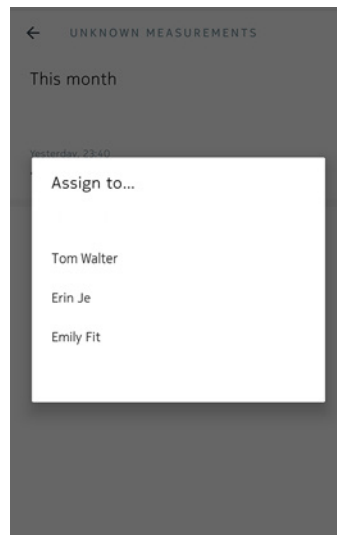 UNKNOWN MEASUREMENTS
This month
Yesterday, 23:40
Assign to...
Tom Walter
Erin Je
Emily Fit